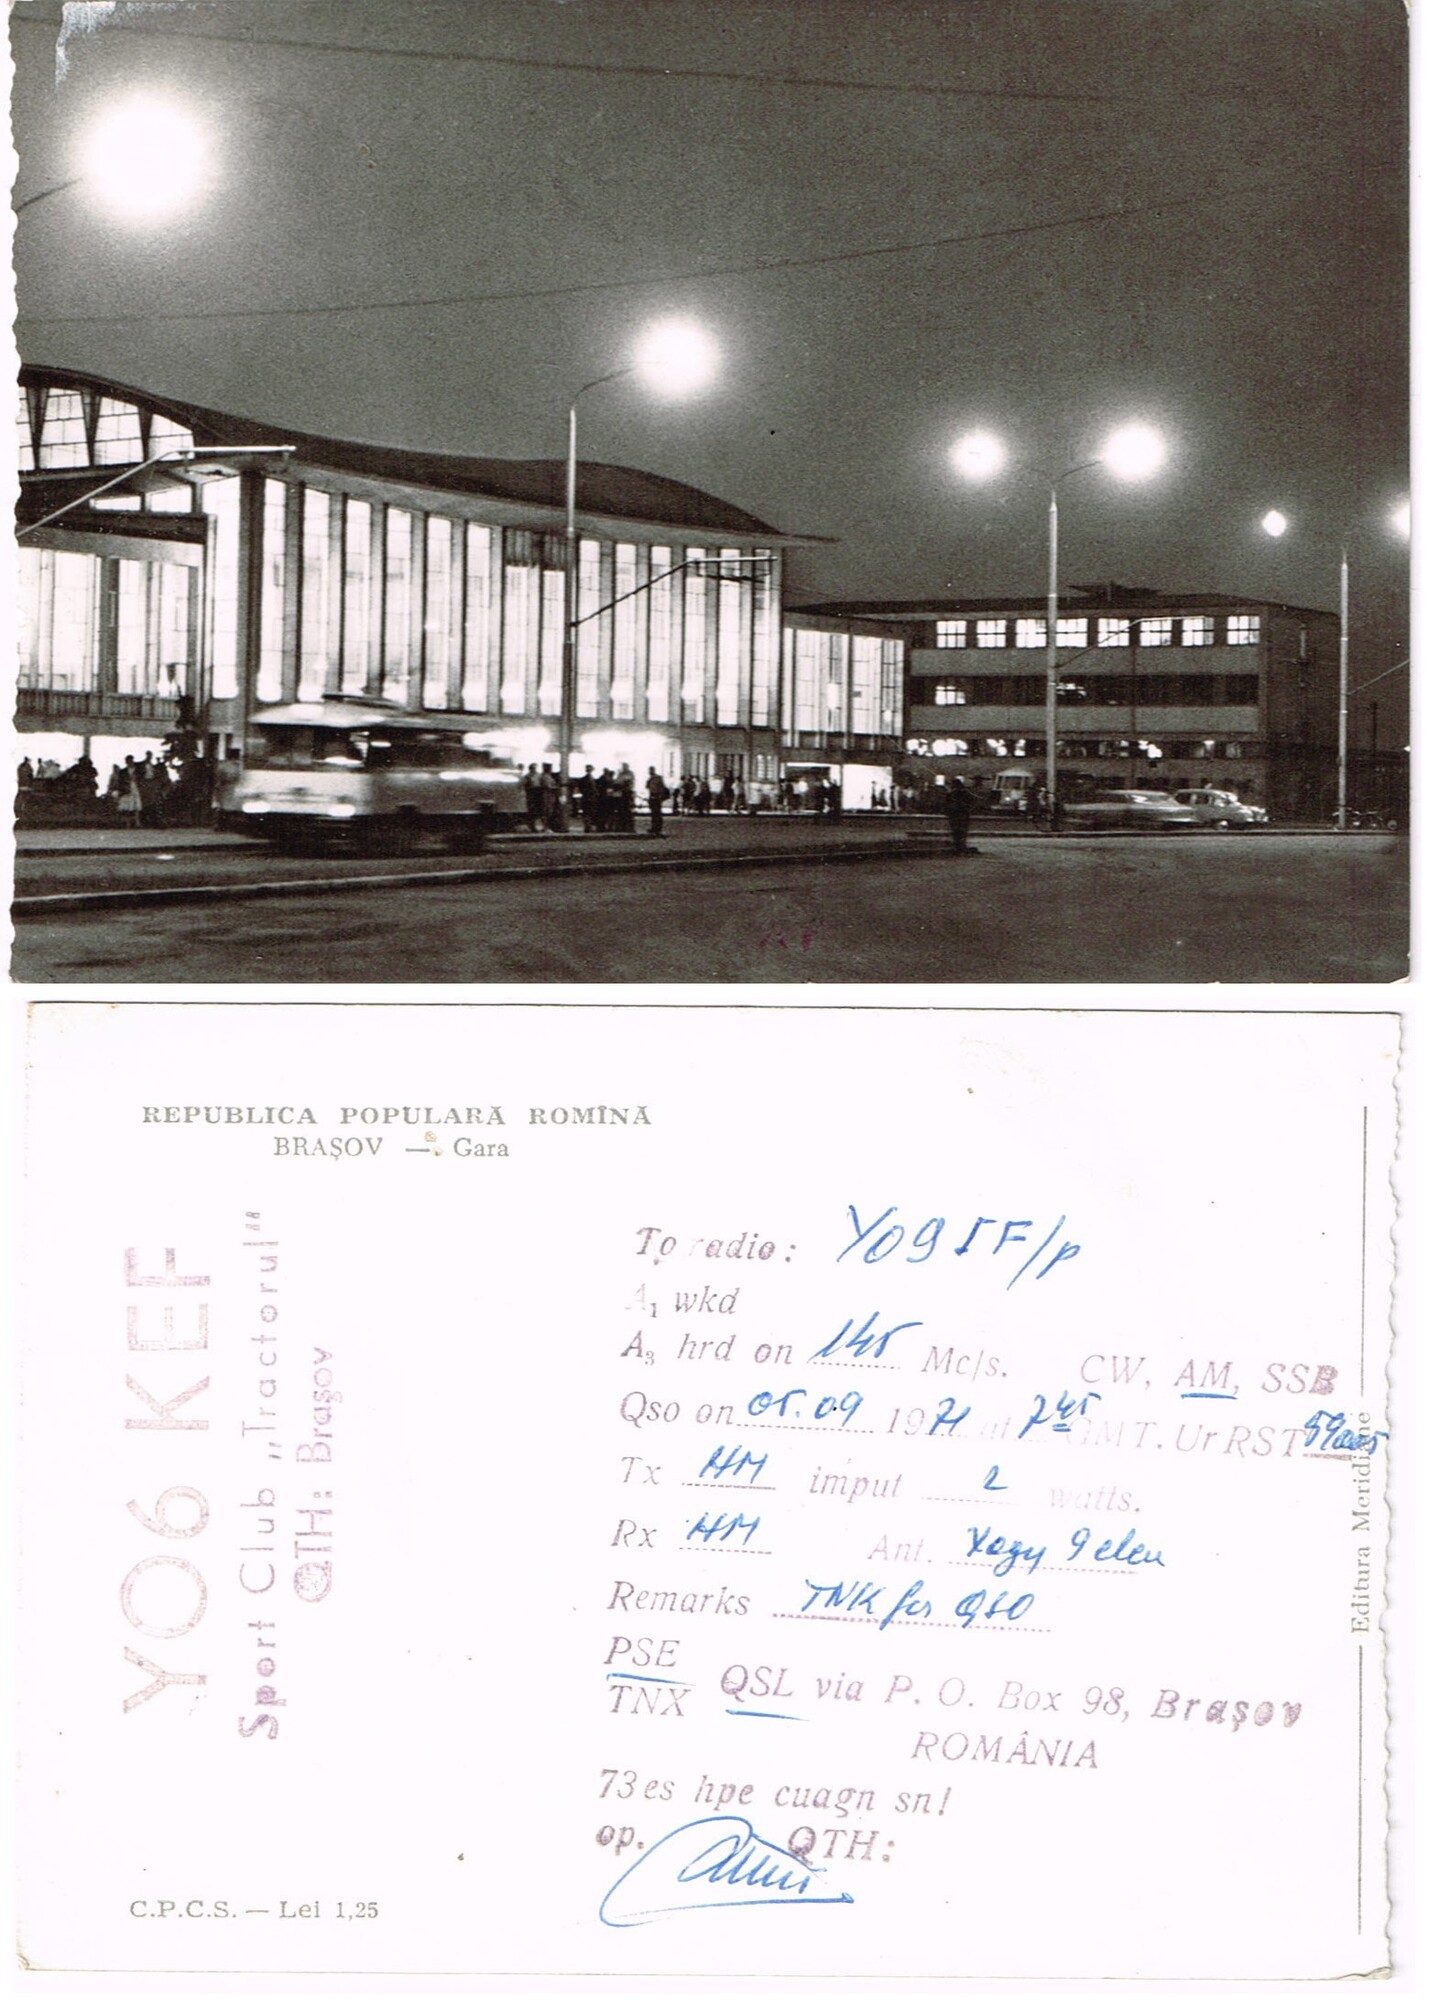 REPUBLICA POPULARĂ ROMÎNĂ
BRAŞOV — Gara
YO6 KEF
Sport Club „Tractorul"
QTH: Braşov
To radio: YO9IF/p
A₁ wkd
A₃ hrd on 145 Mc/s. CW, AM, SSB
Qso on 05.09 1971 at 7⁴⁵ GMT. Ur RST 59005
Tx HM imput 2 watts.
Rx HM Ant. Yagy 9 elem
Remarks TNK for QSO
PSE
TNX QSL via P. O. Box 98, Braşov
ROMÂNIA
73 es hpe cuagn sn!
op. QTH:
C.P.C.S. — Lei 1,25
Editura Meridiane